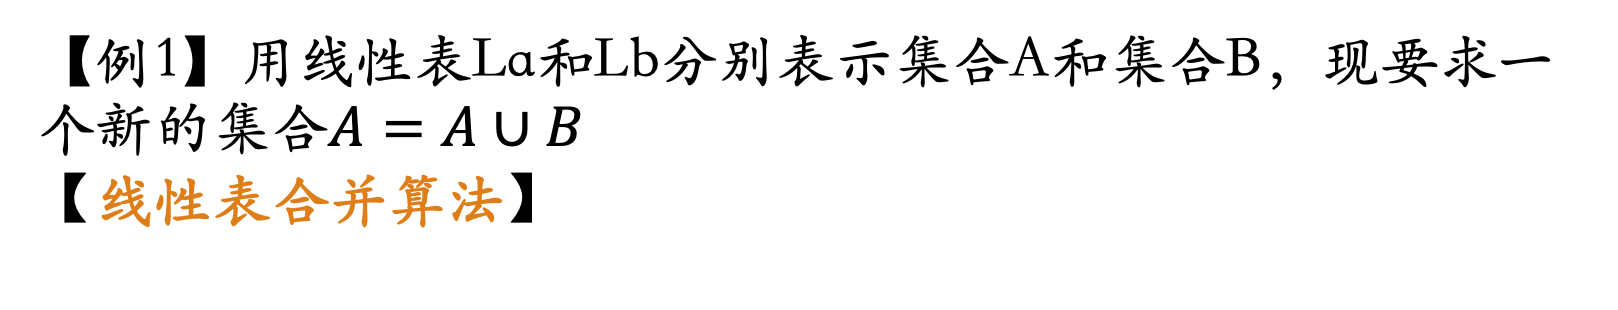 【例1】用线性表La和Lb分别表示集合A和集合B，现要求一
个新的集合A = A ∪ B
【线性表合并算法】